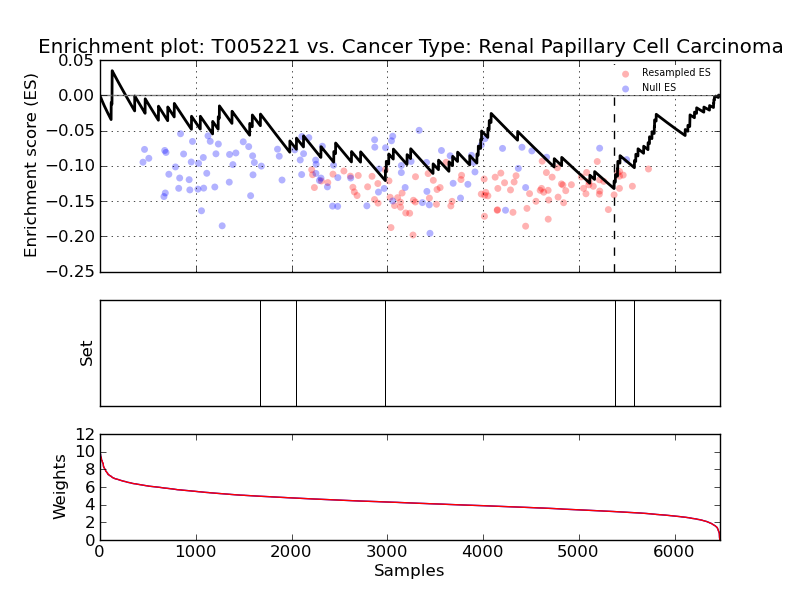 Enrichment plot: T005221 vs. Cancer Type: Renal Papillary Cell Carcinoma
Enrichment score (ES)
0.05
0.00
−0.05
−0.10
−0.15
−0.20
−0.25
Resampled ES
Null ES
Set
Weights
12
10
8
6
4
2
0
0 1000 2000 3000 4000 5000 6000
Samples